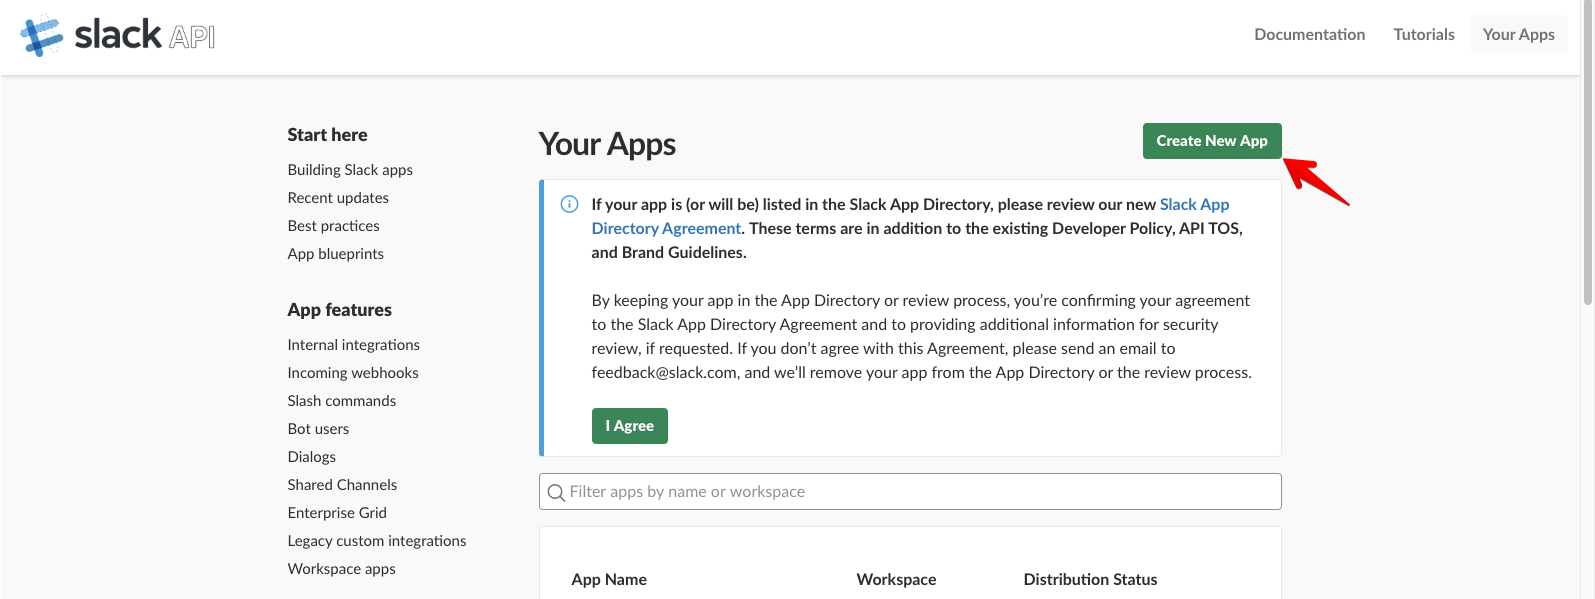 slack API
Documentation
Tutorials
Your Apps
Start here
Building Slack apps
Recent updates
Best practices
App blueprints
App features
Internal integrations
Incoming webhooks
Slash commands
Bot users
Dialogs
Shared Channels
Enterprise Grid
Legacy custom integrations
Workspace apps
Your Apps
Create New App
If your app is (or will be) listed in the Slack App Directory, please review our new Slack App
Directory Agreement. These terms are in addition to the existing Developer Policy, API TOS,
and Brand Guidelines.
By keeping your app in the App Directory or review process, you’re confirming your agreement
to the Slack App Directory Agreement and to providing additional information for security
review, if requested. If you don’t agree with this Agreement, please send an email to
feedback@slack.com, and we’ll remove your app from the App Directory or the review process.
I Agree
Filter apps by name or workspace
App Name
Workspace
Distribution Status